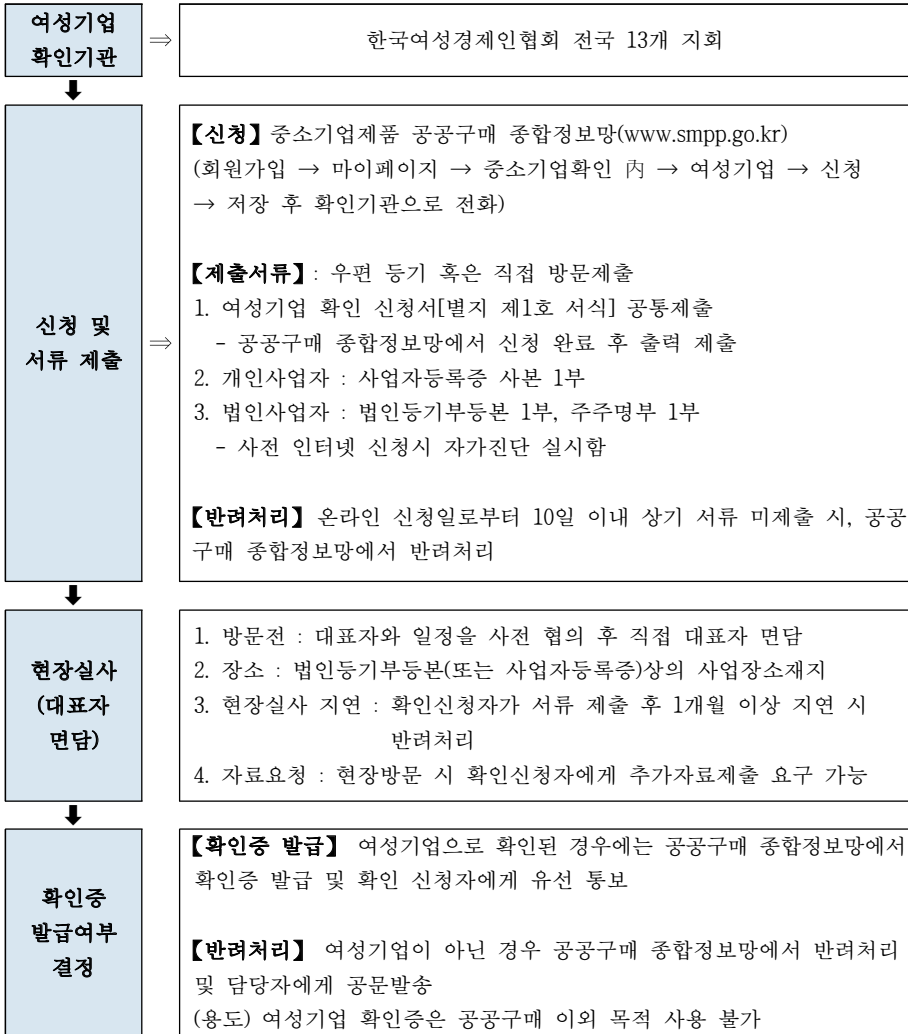 여성기업
확인기관
⇒
한국여성경제인협회 전국 13개 지회
신청 및
서류 제출
⇒
【신청】 중소기업제품 공공구매 종합정보망(www.smpp.go.kr)
(회원가입 → 마이페이지 → 중소기업확인 內 → 여성기업 → 신청
→ 저장 후 확인기관으로 전화)
【제출서류】 : 우편 등기 혹은 직접 방문제출
1. 여성기업 확인 신청서[별지 제1호 서식] 공통제출
- 공공구매 종합정보망에서 신청 완료 후 출력 제출
2. 개인사업자 : 사업자등록증 사본 1부
3. 법인사업자 : 법인등기부등본 1부, 주주명부 1부
- 사전 인터넷 신청시 자가진단 실시함
【반려처리】 온라인 신청일로부터 10일 이내 상기 서류 미제출 시, 공공
구매 종합정보망에서 반려처리
현장실사
(대표자
면담)
1. 방문전 : 대표자와 일정을 사전 협의 후 직접 대표자 면담
2. 장소 : 법인등기부등본(또는 사업자등록증)상의 사업장소재지
3. 현장실사 지연 : 확인신청자가 서류 제출 후 1개월 이상 지연 시
반려처리
4. 자료요청 : 현장방문 시 확인신청자에게 추가자료제출 요구 가능
확인증
발급여부
결정
【확인증 발급】 여성기업으로 확인된 경우에는 공공구매 종합정보망에서
확인증 발급 및 확인 신청자에게 유선 통보
【반려처리】 여성기업이 아닌 경우 공공구매 종합정보망에서 반려처리
및 담당자에게 공문발송
(용도) 여성기업 확인증은 공공구매 이외 목적 사용 불가